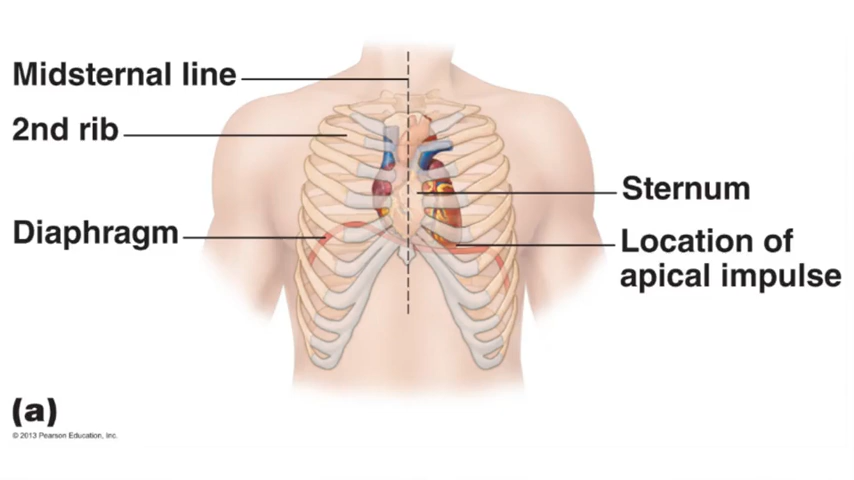 Midsternal line
2nd rib
Diaphragm
Sternum
Location of
apical impulse
(a)
© 2013 Pearson Education, Inc.